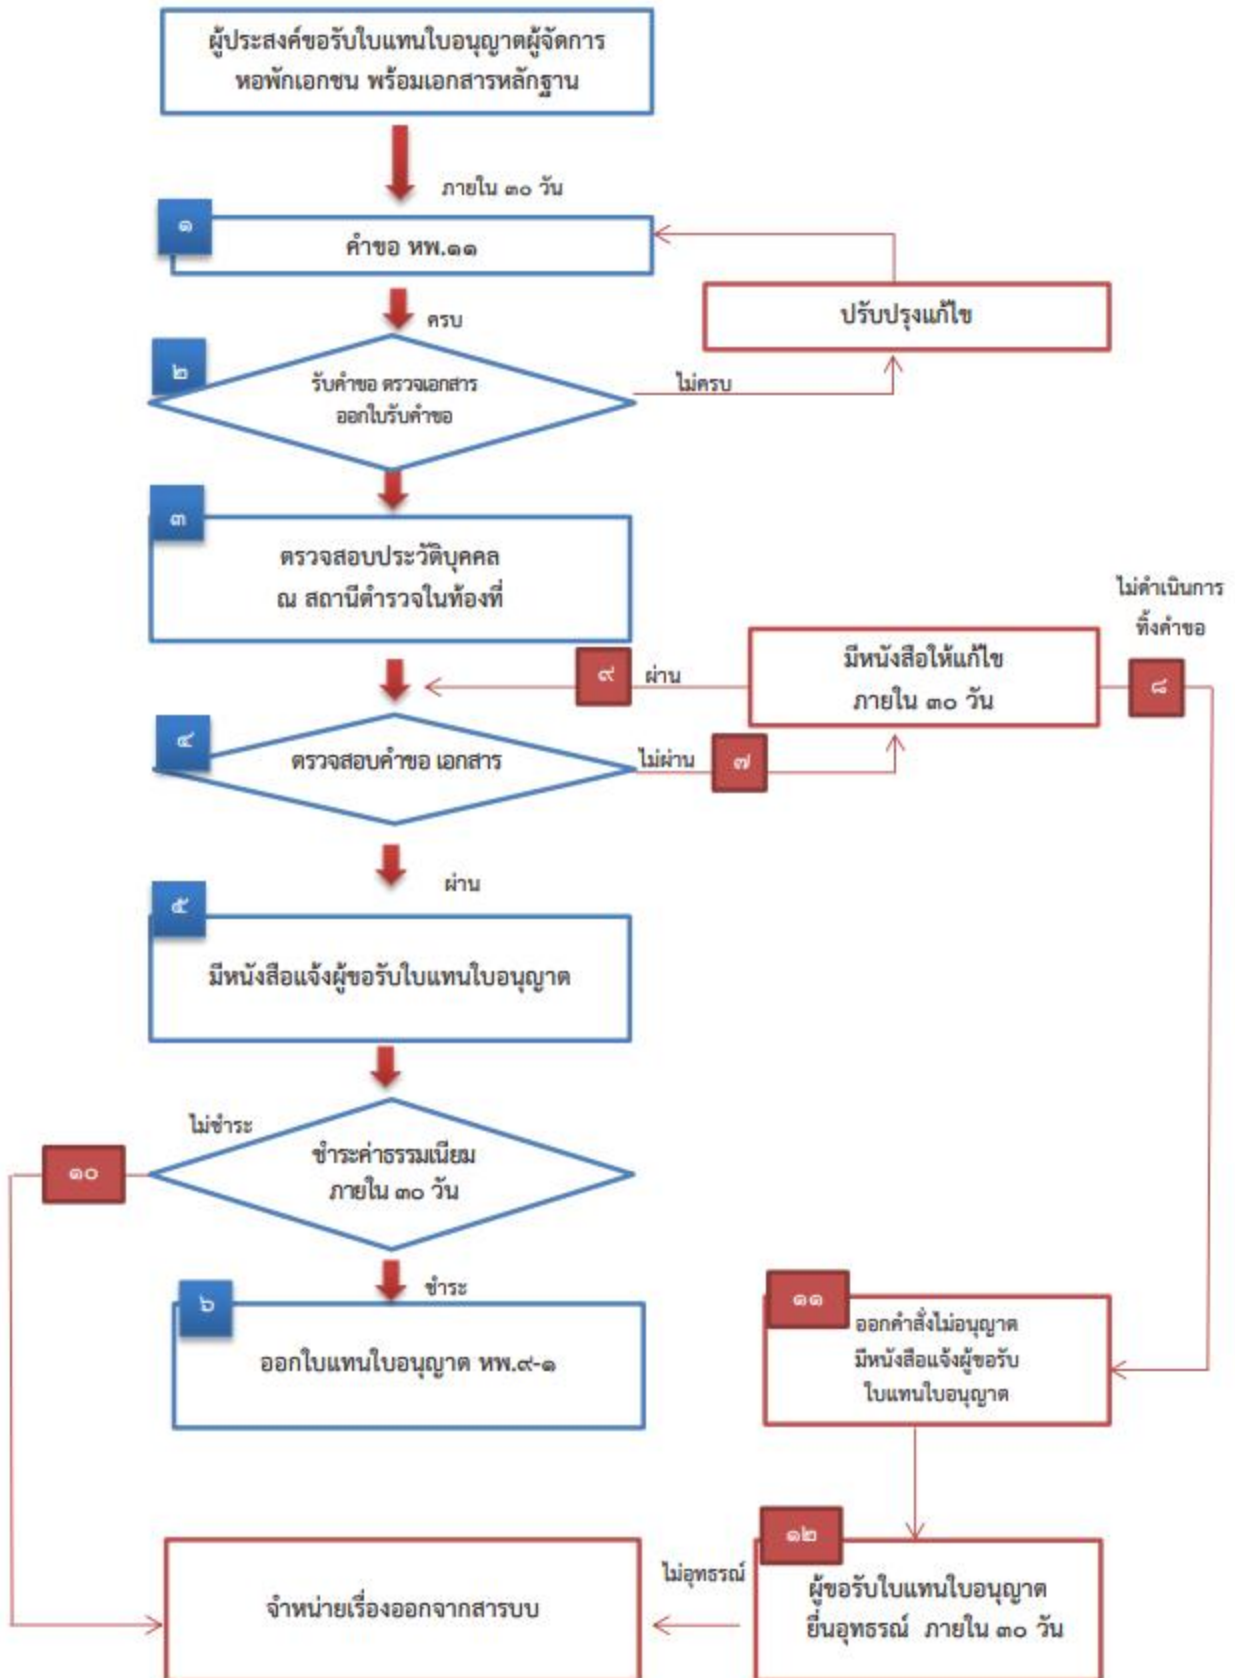 ผู้ประสงค์ขอรับใบแทนใบอนุญาตผู้จัดการ
หอพักเอกชน พร้อมเอกสารหลักฐาน
ภายใน ๓๐ วัน
๑
คำขอ หพ.๑๑
ปรับปรุงแก้ไข
ครบ
๒
รับคำขอ ตรวจเอกสาร
ออกใบรับคำขอ
ไม่ครบ
๓
ตรวจสอบประวัติบุคคล
ณ สถานีตำรวจในท้องที่
ไม่ดำเนินการ
ทิ้งคำขอ
๙
ผ่าน
มีหนังสือให้แก้ไข
ภายใน ๓๐ วัน
๘
๔
ตรวจสอบคำขอ เอกสาร
ไม่ผ่าน
๗
ผ่าน
๕
มีหนังสือแจ้งผู้ขอรับใบแทนใบอนุญาต
ไม่ชำระ
๑๐
ชำระค่าธรรมเนียม
ภายใน ๓๐ วัน
ชำระ
๖
ออกใบแทนใบอนุญาต หพ.๙-๑
๑๑
ออกคำสั่งไม่อนุญาต
มีหนังสือแจ้งผู้ขอรับ
ใบแทนใบอนุญาต
๑๒
ผู้ขอรับใบแทนใบอนุญาต
ยื่นอุทธรณ์ ภายใน ๓๐ วัน
ไม่อุทธรณ์
จำหน่ายเรื่องออกจากสารบบ